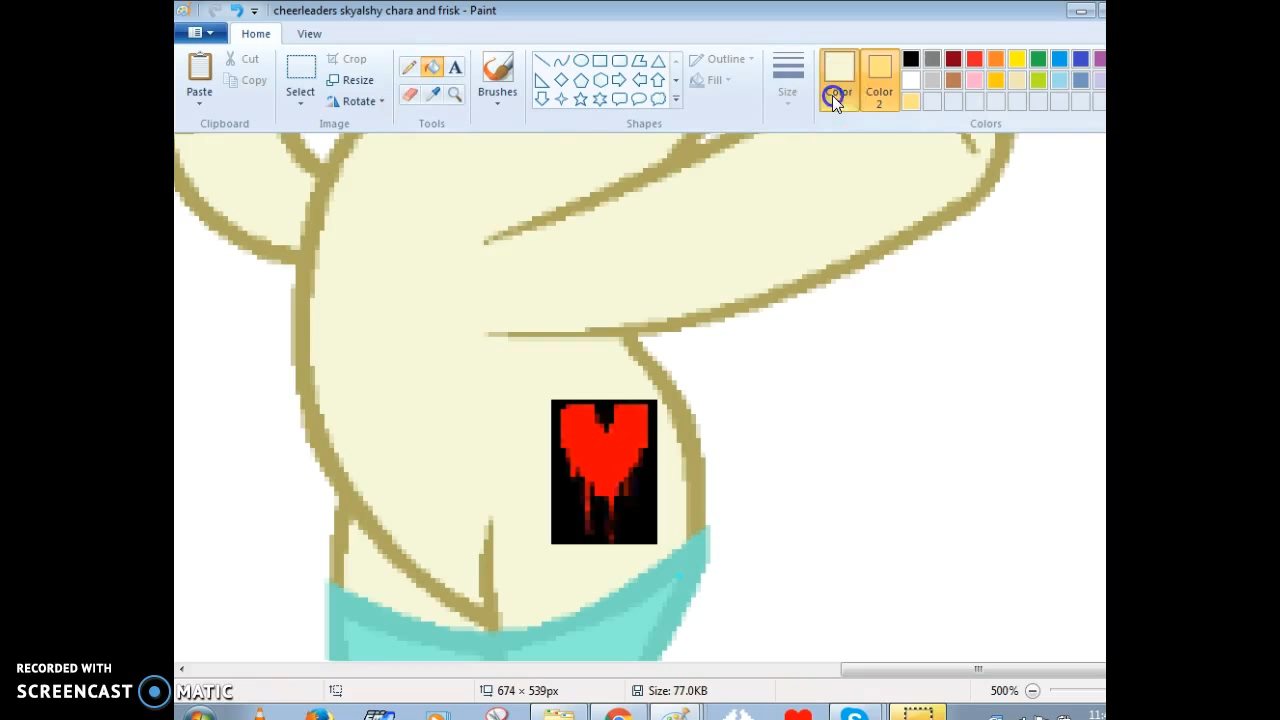 cheerleaders skyalshy chara and frisk - Paint
Home View
Paste
Cut
Copy
Clipboard
Select
Crop
Resize
Rotate
Image
A
Tools
Brushes
Outline
Fill
Shapes
Size
Color
Color
2
Colors
RECORDED WITH
SCREENCAST MATIC
674 × 539px
Size: 77.0KB
500%